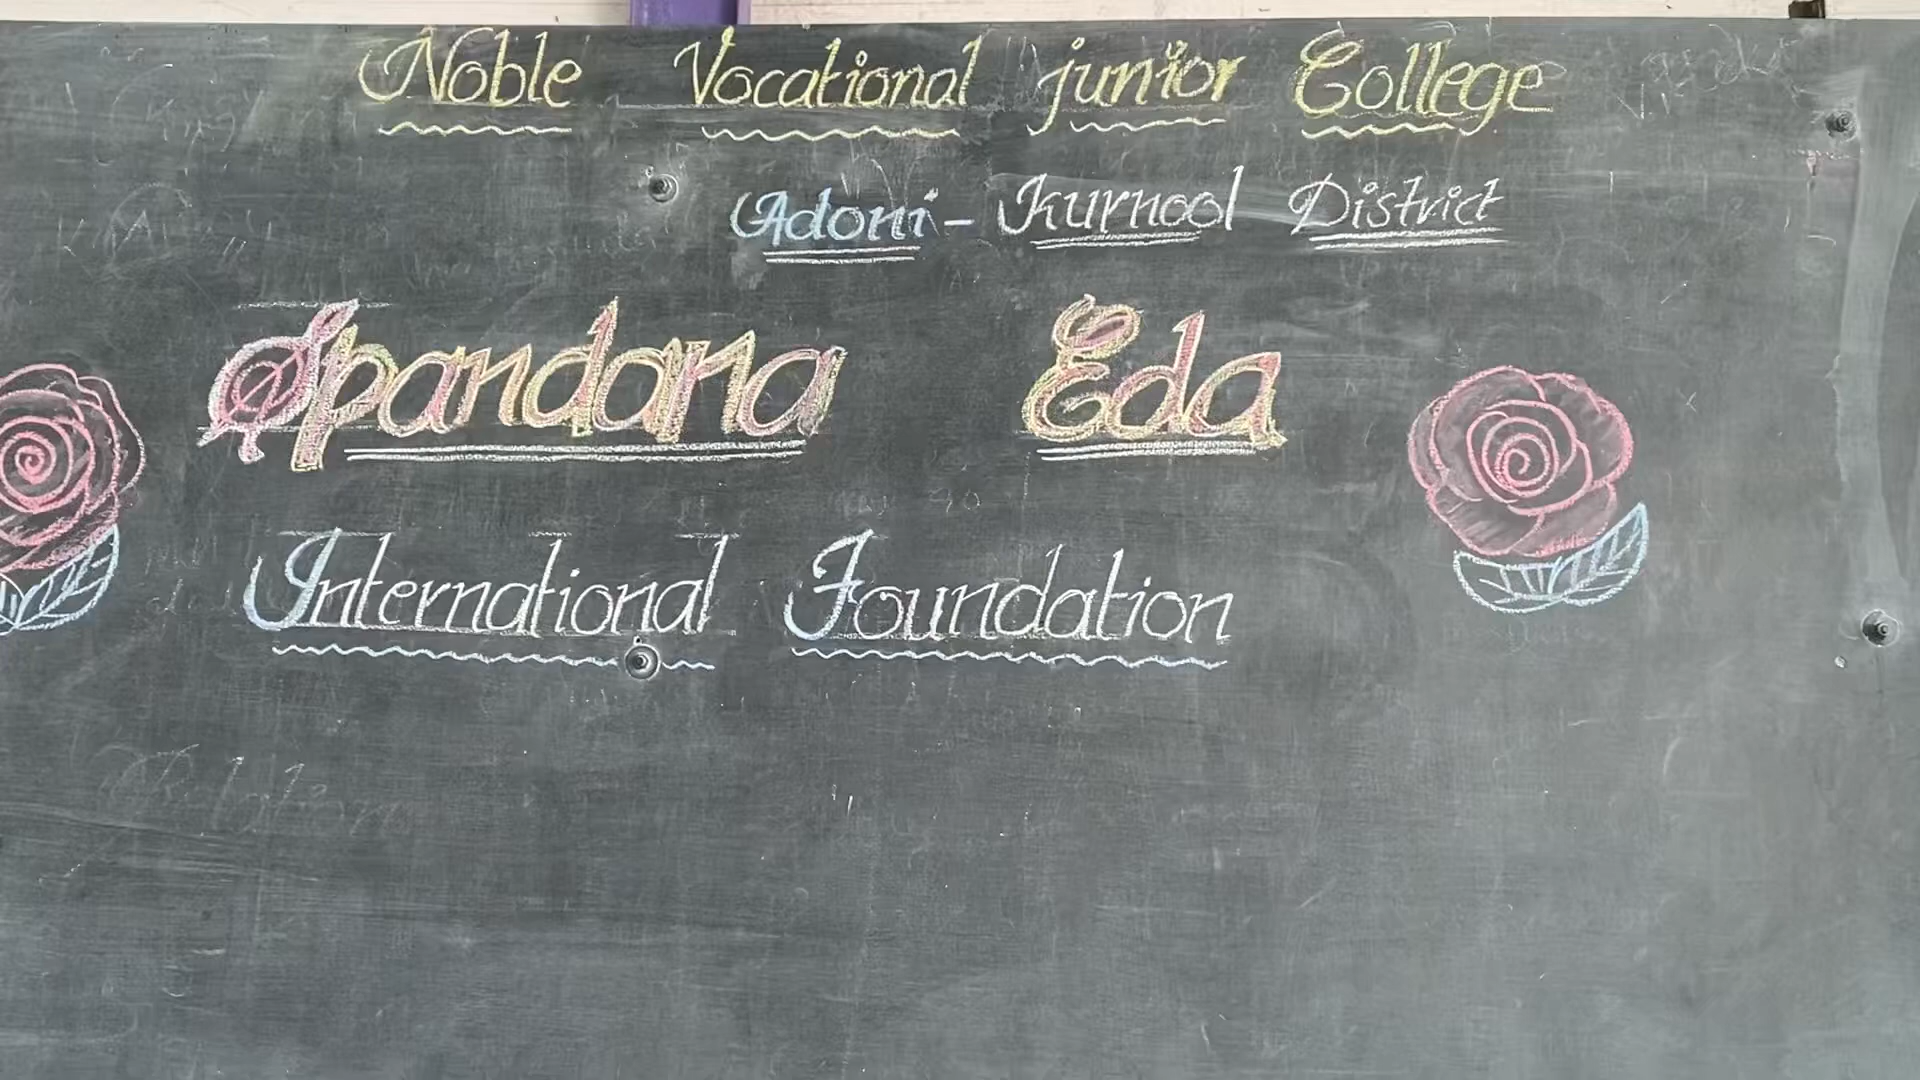 Noble Vocational junior College
Adoni - Kurnool District
Spandana Eda
International Foundation